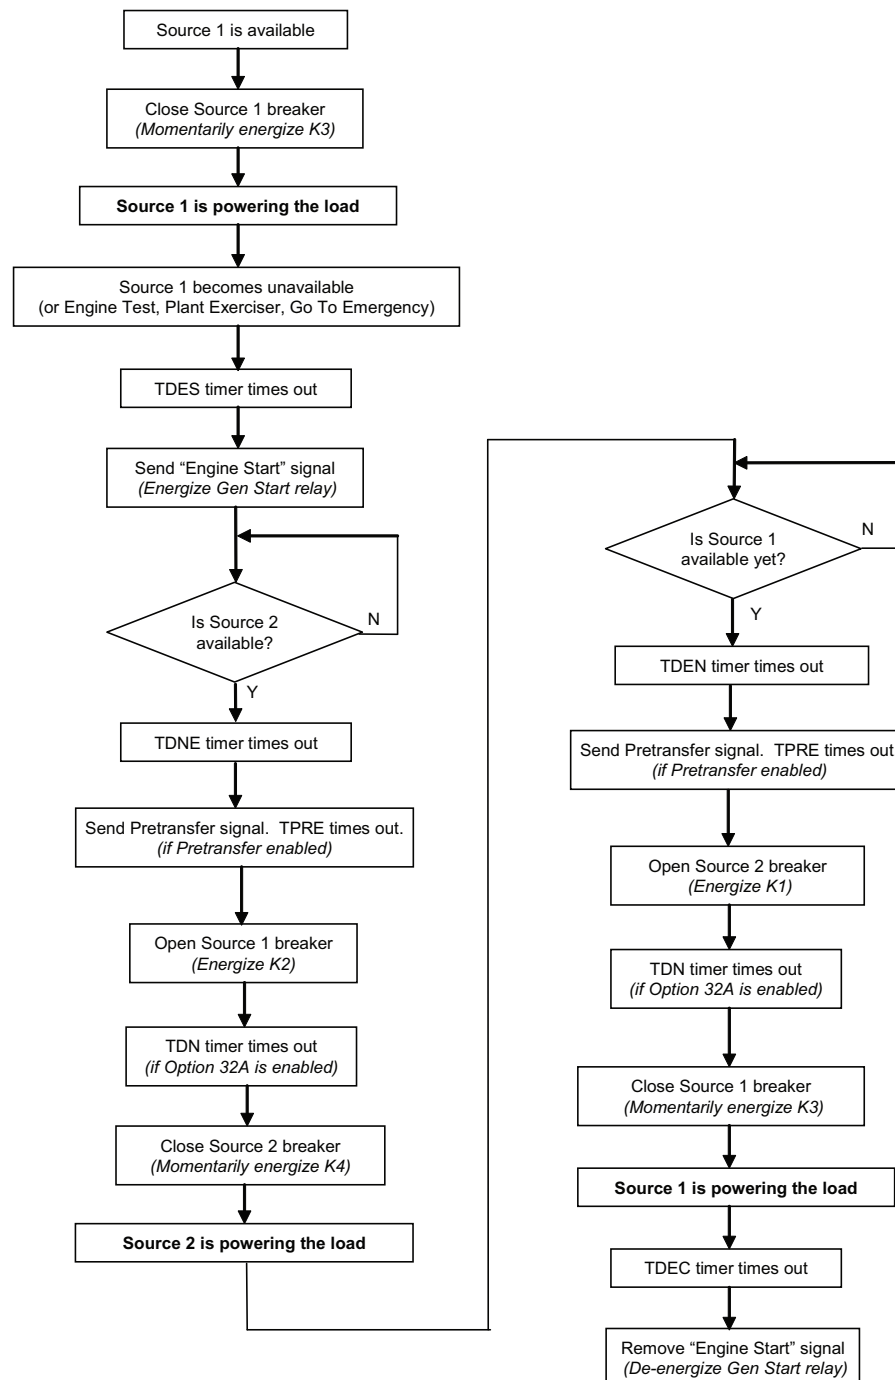 Source 1 is available
Close Source 1 breaker
(Momentarily energize K3)
Source 1 is powering the load
Source 1 becomes unavailable
(or Engine Test, Plant Exerciser, Go To Emergency)
TDES timer times out
Send “Engine Start” signal
(Energize Gen Start relay)
Is Source 2
available?
N
Y
TDNE timer times out
Send Pretransfer signal.  TPRE times out.
(if Pretransfer enabled)
Open Source 1 breaker
(Energize K2)
TDN timer times out
(if Option 32A is enabled)
Close Source 2 breaker
(Momentarily energize K4)
Source 2 is powering the load
Is Source 1
available yet?
N
Y
TDEN timer times out
Send Pretransfer signal.  TPRE times out
(if Pretransfer enabled)
Open Source 2 breaker
(Energize K1)
TDN timer times out
(if Option 32A is enabled)
Close Source 1 breaker
(Momentarily energize K3)
Source 1 is powering the load
TDEC timer times out
Remove “Engine Start” signal
(De-energize Gen Start relay)